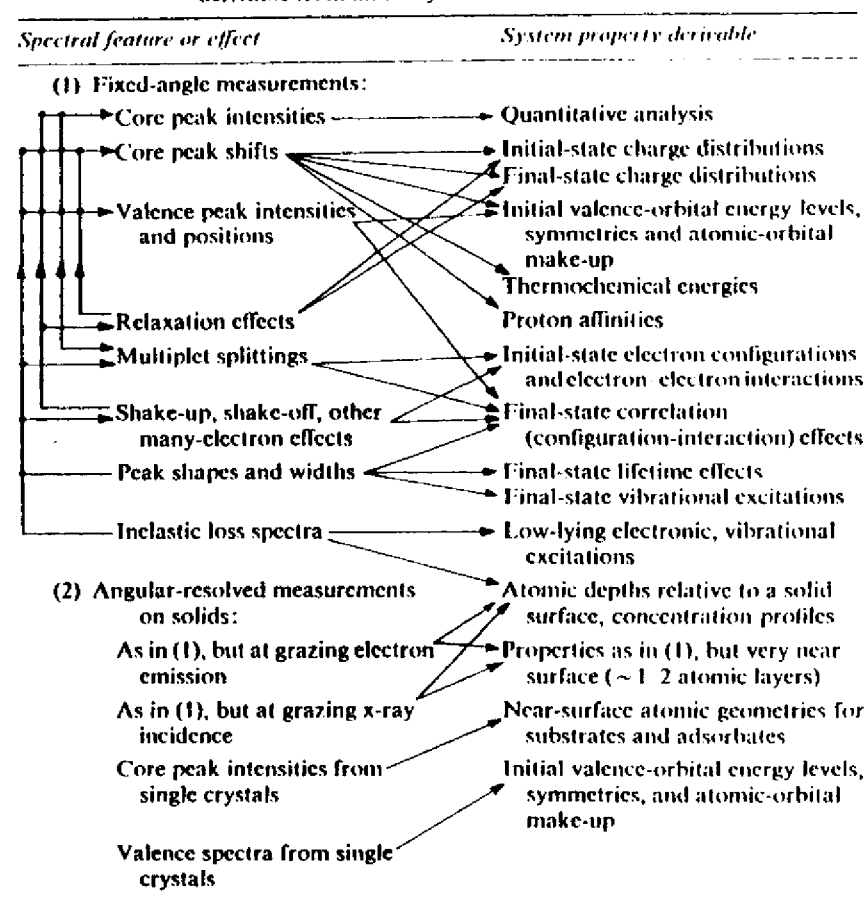 Spectral feature or effect System property derivable
(1) Fixed-angle measurements:
Core peak intensities Quantitative analysis
Core peak shifts Initial-state charge distributions
Final-state charge distributions
Valence peak intensities Initial valence-orbital energy levels,
and positions symmetries and atomic-orbital
make-up
Thermochemical energies
Relaxation effects Proton affinities
Multiplet splittings Initial-state electron configurations
and electron electron interactions
Shake-up, shake-off, other Final-state correlation
many-electron effects (configuration-interaction) effects
Peak shapes and widths Final-state lifetime effects
Final-state vibrational excitations
Inelastic loss spectra Low-lying electronic, vibrational
excitations
(2) Angular-resolved measurements Atomic depths relative to a solid
on solids: surface, concentration profiles
As in (1), but at grazing electron Properties as in (1), but very near
emission surface (~ 1 2 atomic layers)
As in (1), but at grazing x-ray Near-surface atomic geometries for
incidence substrates and adsorbates
Core peak intensities from Initial valence-orbital energy levels,
single crystals symmetries, and atomic-orbital
make-up
Valence spectra from single
crystals